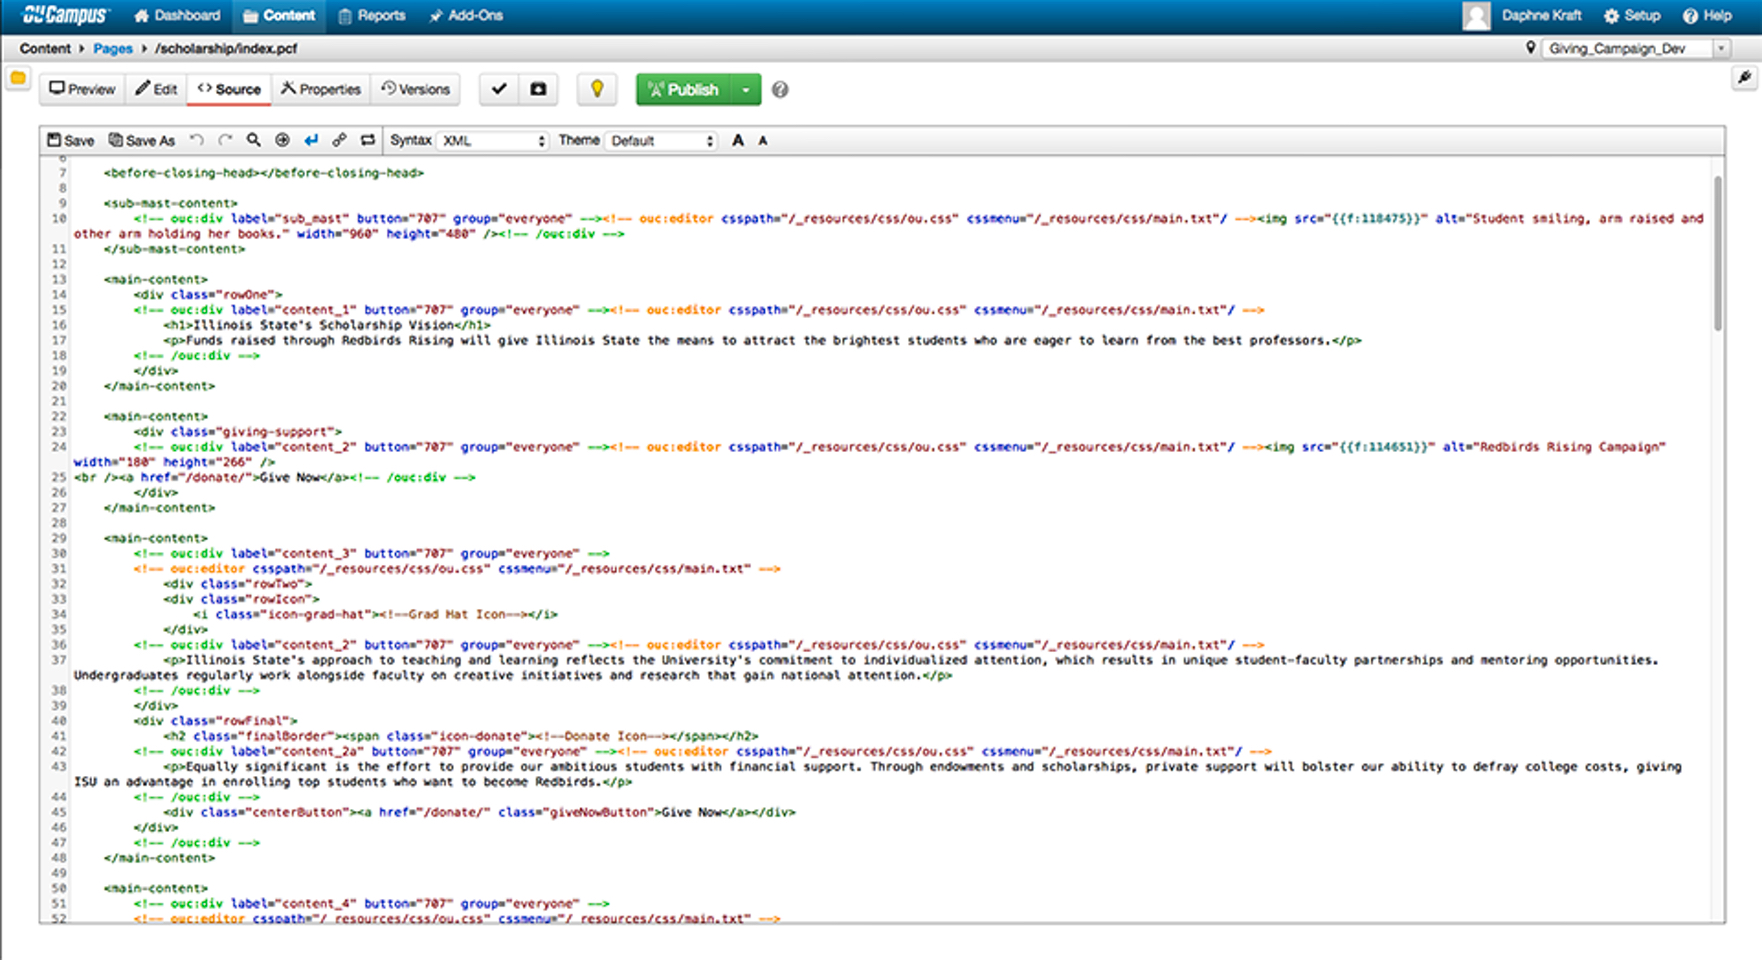 OU Campus Dashboard Content Reports Add-Ons Daphne Kraft Setup Help
Content Pages /scholarship/index.pcf Giving_Campaign_Dev
Preview Edit <> Source Properties Versions Publish
Save Save As Syntax XML Theme Default A A
6
7 <before-closing-head></before-closing-head>
8
9 <sub-mast-content>
10 <!-- ouc:div label="sub_mast" button="707" group="everyone" --><!-- ouc:editor csspath="/_resources/css/ou.css" cssmenu="/_resources/css/main.txt"/ --><img src="{{f:118475}}" alt="Student smiling, arm raised and
other arm holding her books." width="960" height="480" /><!-- /ouc:div -->
11 </sub-mast-content>
12
13 <main-content>
14 <div class="rowOne">
15 <!-- ouc:div label="content_1" button="707" group="everyone" --><!-- ouc:editor csspath="/_resources/css/ou.css" cssmenu="/_resources/css/main.txt"/ -->
16 <h1>Illinois State's Scholarship Vision</h1>
17 <p>Funds raised through Redbirds Rising will give Illinois State the means to attract the brightest students who are eager to learn from the best professors.</p>
18 <!-- /ouc:div -->
19 </div>
20 </main-content>
21
22 <main-content>
23 <div class="giving-support">
24 <!-- ouc:div label="content_2" button="707" group="everyone" --><!-- ouc:editor csspath="/_resources/css/ou.css" cssmenu="/_resources/css/main.txt"/ --><img src="{{f:114651}}" alt="Redbirds Rising Campaign"
width="180" height="266" />
25 <br /><a href="/donate/">Give Now</a><!-- /ouc:div -->
26 </div>
27 </main-content>
28
29 <main-content>
30 <!-- ouc:div label="content_3" button="707" group="everyone" -->
31 <!-- ouc:editor csspath="/_resources/css/ou.css" cssmenu="/_resources/css/main.txt" -->
32 <div class="rowTwo">
33 <div class="rowIcon">
34 <i class="icon-grad-hat"><!--Grad Hat Icon--></i>
35 </div>
36 <!-- ouc:div label="content_2" button="707" group="everyone" --><!-- ouc:editor csspath="/_resources/css/ou.css" cssmenu="/_resources/css/main.txt"/ -->
37 <p>Illinois State's approach to teaching and learning reflects the University's commitment to individualized attention, which results in unique student-faculty partnerships and mentoring opportunities.
Undergraduates regularly work alongside faculty on creative initiatives and research that gain national attention.</p>
38 <!-- /ouc:div -->
39 </div>
40 <div class="rowFinal">
41 <h2 class="finalBorder"><span class="icon-donate"><!--Donate Icon--></span></h2>
42 <!-- ouc:div label="content_2a" button="707" group="everyone" --><!-- ouc:editor csspath="/_resources/css/ou.css" cssmenu="/_resources/css/main.txt"/ -->
43 <p>Equally significant is the effort to provide our ambitious students with financial support. Through endowments and scholarships, private support will bolster our ability to defray college costs, giving
ISU an advantage in enrolling top students who want to become Redbirds.</p>
44 <!-- /ouc:div -->
45 <div class="centerButton"><a href="/donate/" class="giveNowButton">Give Now</a></div>
46 </div>
47 <!-- /ouc:div -->
48 </main-content>
49
50 <main-content>
51 <!-- ouc:div label="content_4" button="707" group="everyone" -->
52 <!-- ouc:editor csspath="/_resources/css/ou.css" cssmenu="/_resources/css/main.txt" -->